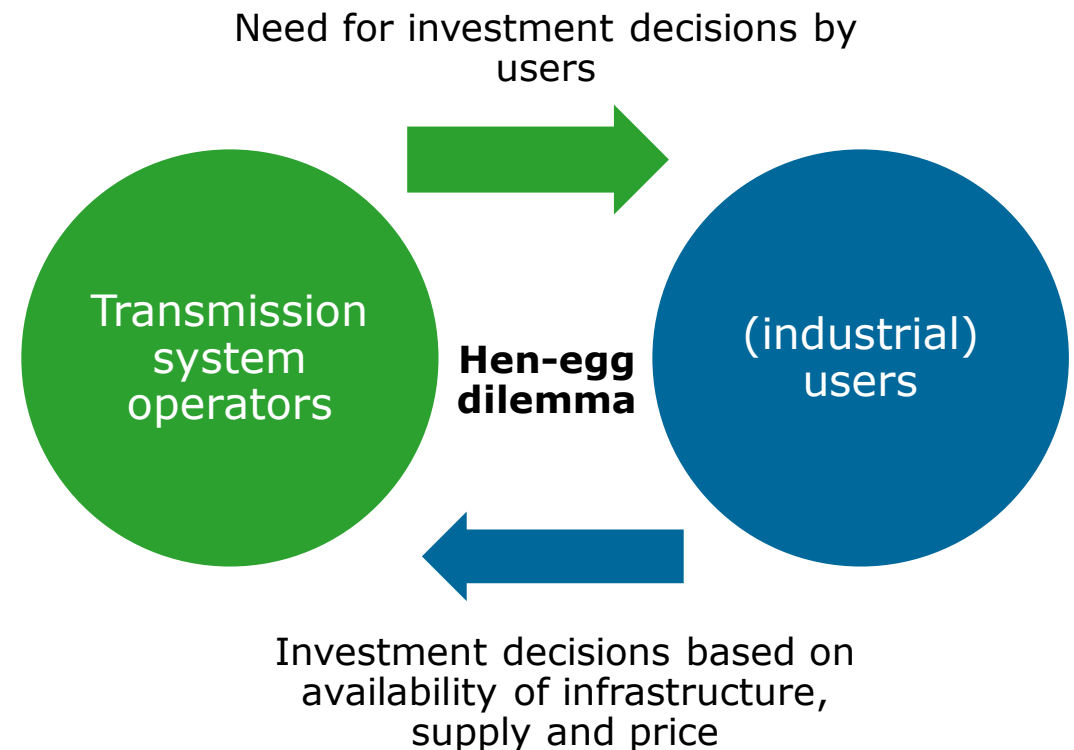 Need for investment decisions by
users
Transmission
system
operators
Hen-egg
dilemma
(industrial)
users
Investment decisions based on
availability of infrastructure,
supply and price